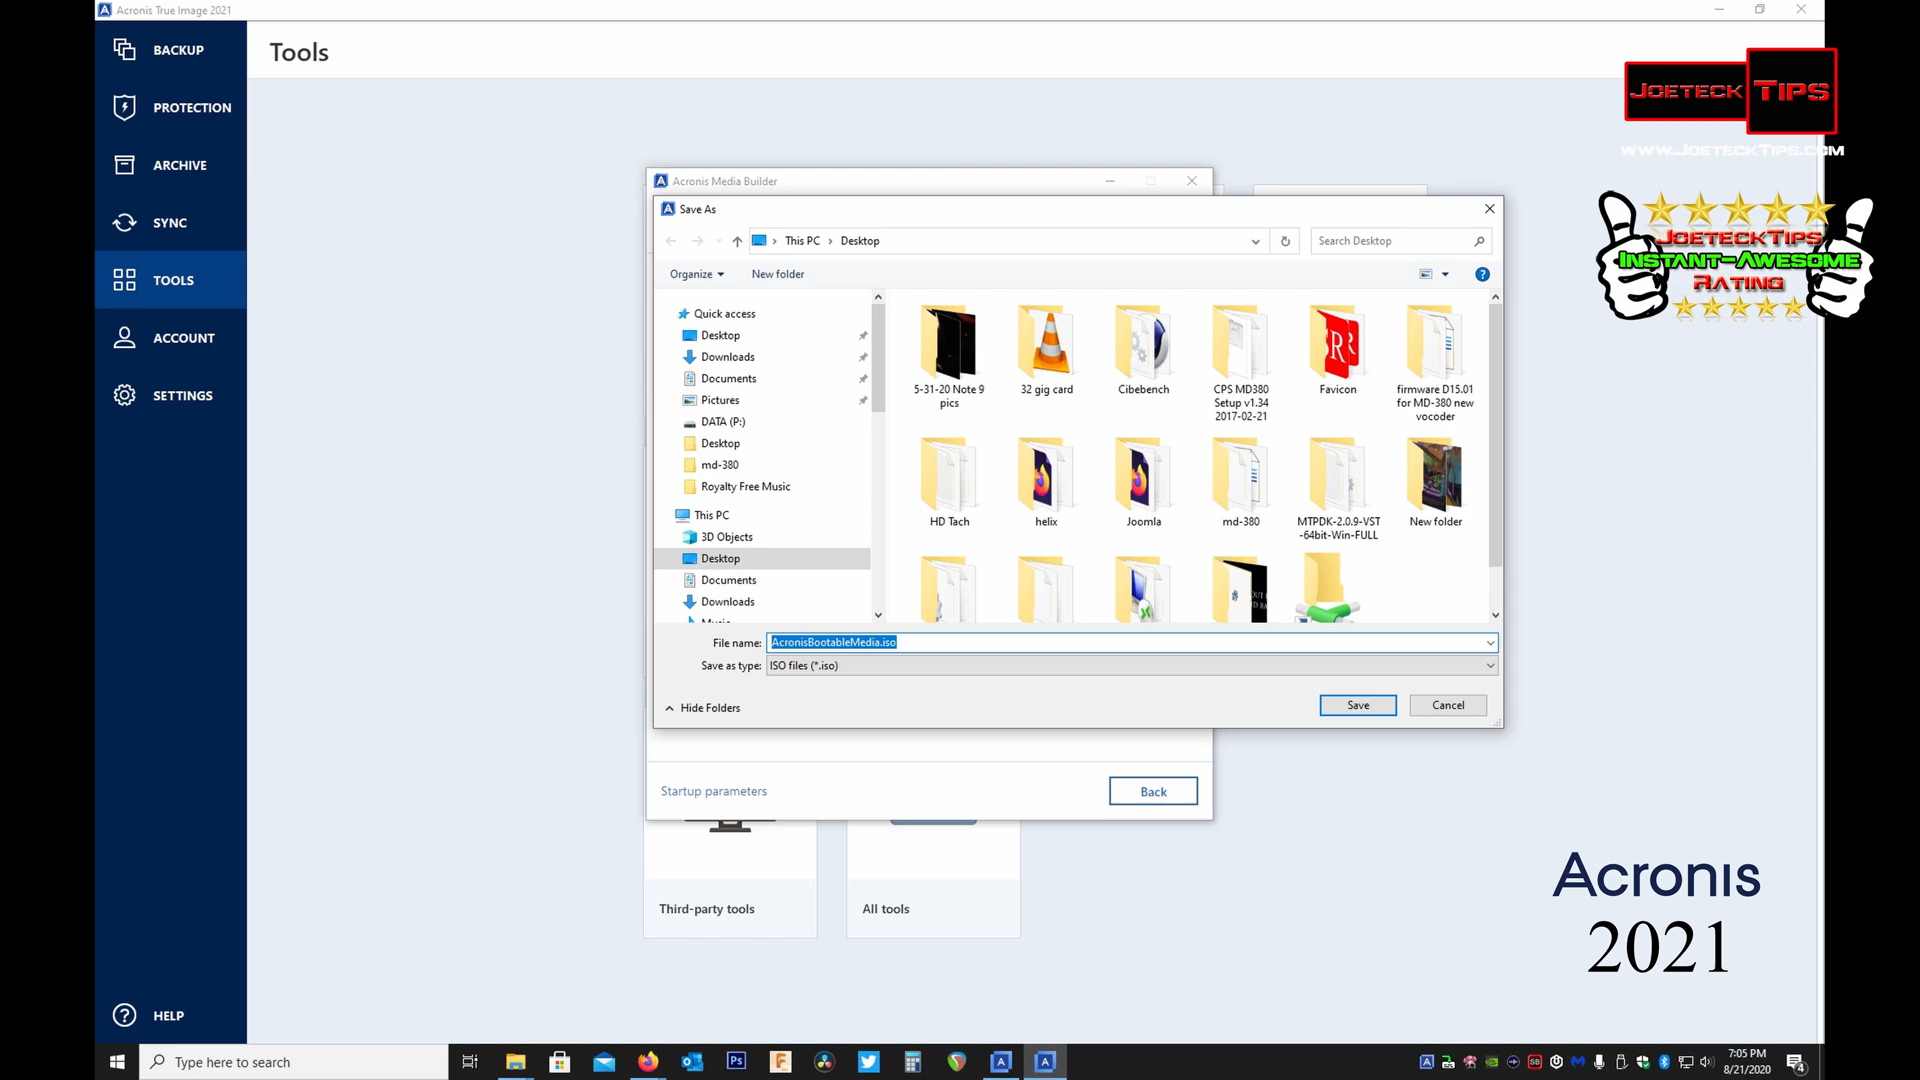 Acronis True Image 2021
BACKUP
PROTECTION
ARCHIVE
SYNC
TOOLS
ACCOUNT
SETTINGS
HELP
Tools
JOETECK TIPS
WWW.JOETECKTIPS.COM
JOETECKTIPS
INSTANT-AWESOME
RATING
Acronis Media Builder
Save As
This PC
Desktop
Search Desktop
Organize
New folder
Quick access
Desktop
Downloads
Documents
Pictures
DATA (P:)
Desktop
md-380
Royalty Free Music
This PC
3D Objects
Desktop
Documents
Downloads
5-31-20 Note 9
pics
32 gig card
Cibebench
CPS MD380
Setup v1.34
2017-02-21
Favicon
firmware D15.01
for MD-380 new
vocoder
HD Tach
helix
Joomla
md-380
MTPDK-2.0.9-VST
-64bit-Win-FULL
New folder
File name:
AcronisBootableMedia.iso
Save as type:
ISO files (*.iso)
Hide Folders
Save
Cancel
Startup parameters
Back
Third-party tools
All tools
Acronis
2021
Type here to search
7:05 PM
8/21/2020